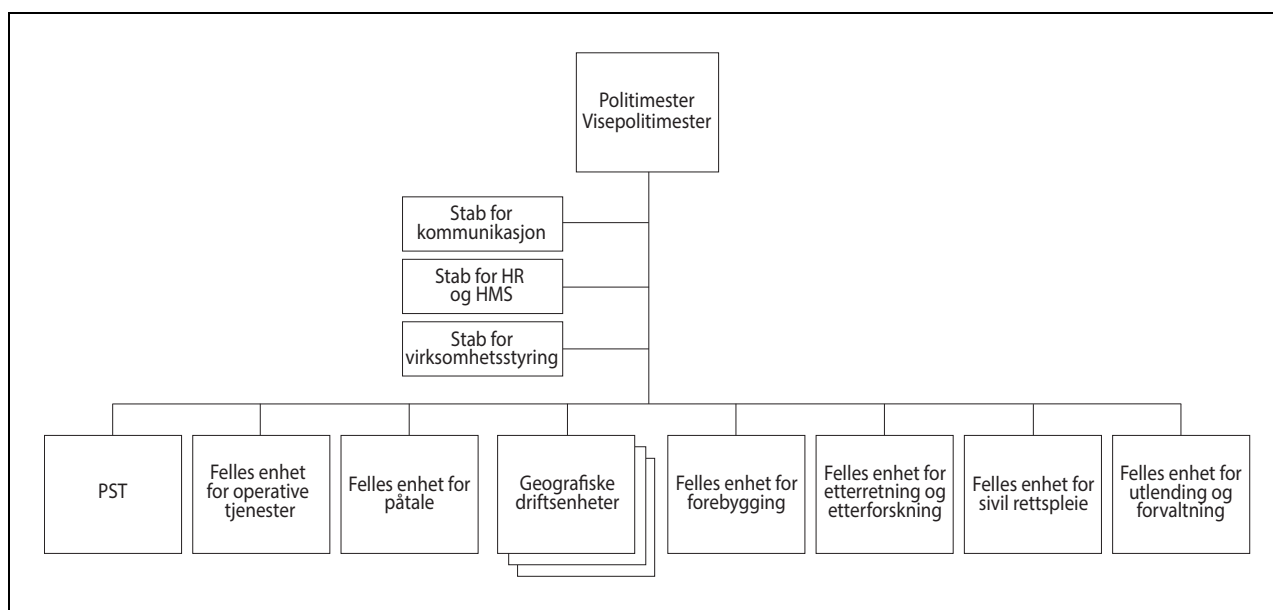 Politimester
Visepolitimester
Stab for
kommunikasjon
Stab for HR
og HMS
Stab for
virksomhetsstyring
PST
Felles enhet
for operative
tjenester
Felles enhet for
påtale
Geografiske
driftsenheter
Felles enhet for
forebygging
Felles enhet for
etterretning og
etterforskning
Felles enhet for
sivil rettspleie
Felles enhet for
utlending og
forvaltning